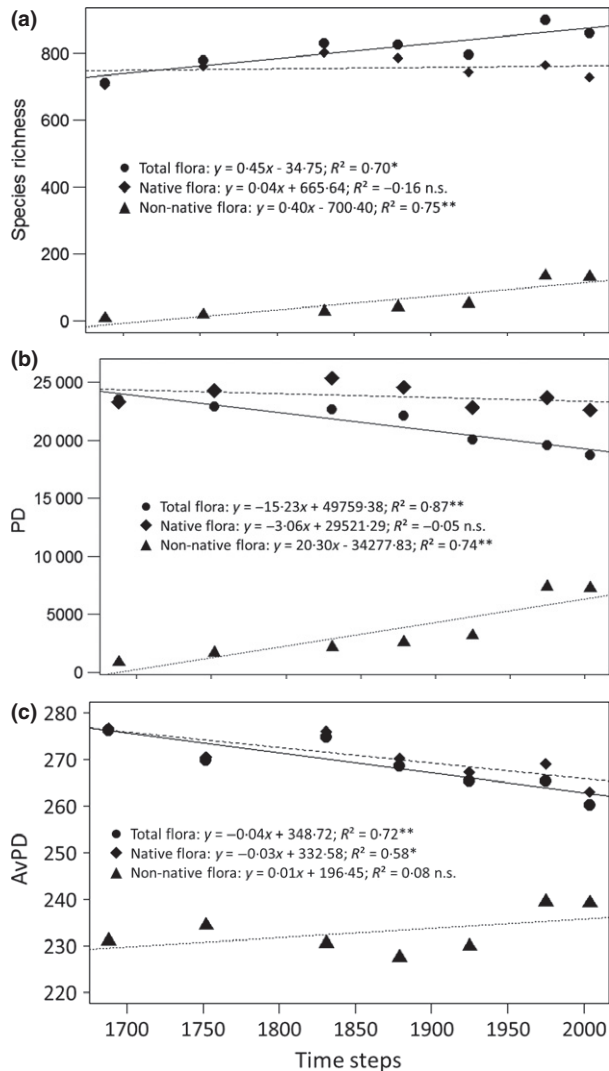 (a)
800
600
400
200
0
Species richness
Total flora: y = 0·45x - 34·75; R² = 0·70*
Native flora: y = 0·04x + 665·64; R² = –0·16 n.s.
Non-native flora: y = 0·40x - 700·40; R² = 0·75**
(b)
25 000
20 000
15 000
10 000
5000
0
PD
Total flora: y = –15·23x + 49759·38; R² = 0·87**
Native flora: y = –3·06x + 29521·29; R² = –0·05 n.s.
Non-native flora: y = 20·30x - 34277·83; R² = 0·74**
(c)
280
270
260
250
240
230
220
AvPD
Total flora: y = –0·04x + 348·72; R² = 0·72**
Native flora: y = –0·03x + 332·58; R² = 0·58*
Non-native flora: y = 0·01x + 196·45; R² = 0·08 n.s.
1700 1750 1800 1850 1900 1950 2000
Time steps